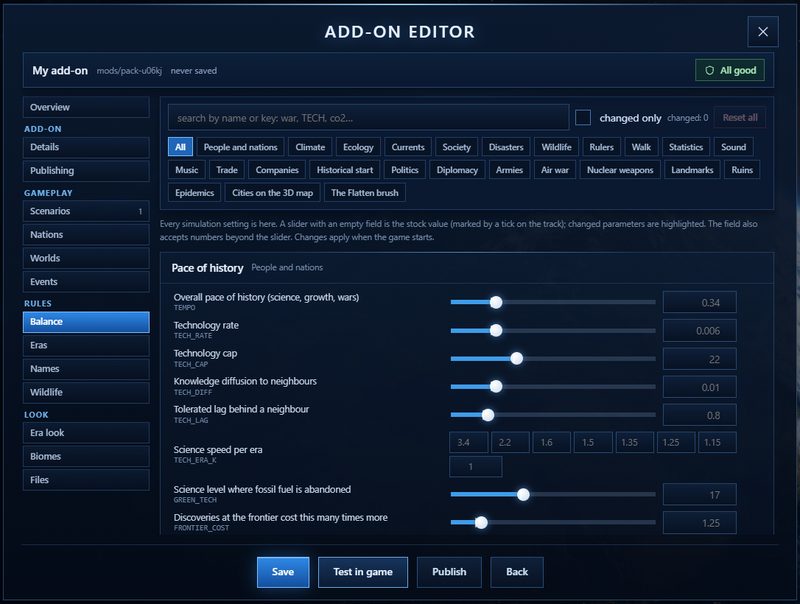 ADD-ON EDITOR
My add-on mods/pack-u06kj never saved All good
Overview
ADD-ON
Details
Publishing
GAMEPLAY
Scenarios 1
Nations
Worlds
Events
RULES
Balance
Eras
Names
Wildlife
LOOK
Era look
Biomes
Files
search by name or key: war, TECH, co2... changed only changed: 0 Reset all
All People and nations Climate Ecology Currents Society Disasters Wildlife Rulers Walk Statistics Sound
Music Trade Companies Historical start Politics Diplomacy Armies Air war Nuclear weapons Landmarks Ruins
Epidemics Cities on the 3D map The Flatten brush
Every simulation setting is here. A slider with an empty field is the stock value (marked by a tick on the track); changed parameters are highlighted. The field also
accepts numbers beyond the slider. Changes apply when the game starts.
Pace of history People and nations
Overall pace of history (science, growth, wars) 0.34
TEMPO
Technology rate 0.006
TECH_RATE
Technology cap 22
TECH_CAP
Knowledge diffusion to neighbours 0.01
TECH_DIFF
Tolerated lag behind a neighbour 0.8
TECH_LAG
Science speed per era 3.4 2.2 1.6 1.5 1.35 1.25 1.15
TECH_ERA_K 1
Science level where fossil fuel is abandoned 17
GREEN_TECH
Discoveries at the frontier cost this many times more 1.25
FRONTIER_COST
Save Test in game Publish Back